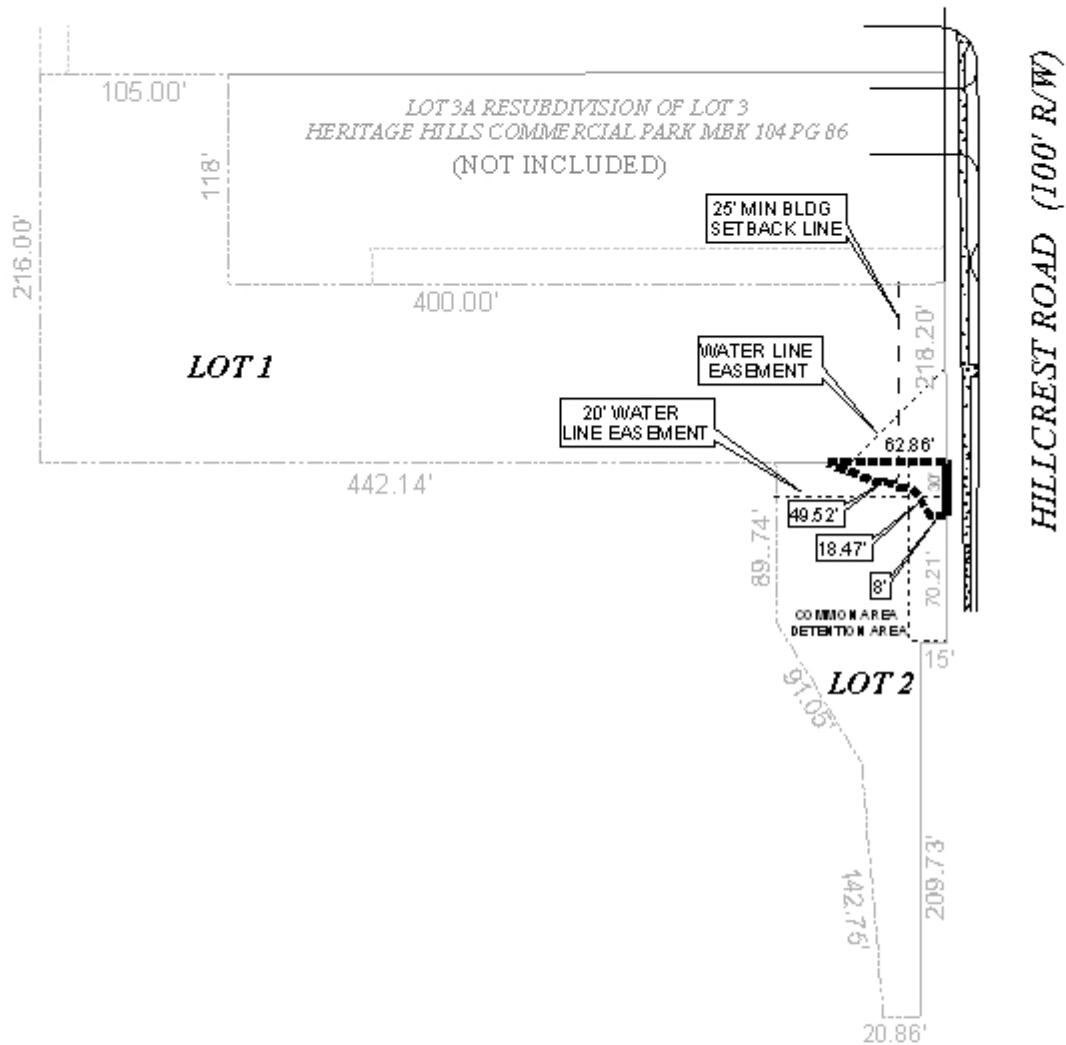 105.00'
LOT 3A RESUBDIVISION OF LOT 3
HERITAGE HILLS COMMERCIAL PARK MBK 104 PG 86
(NOT INCLUDED)
118'
216.00'
25' MIN BLDG
SETBACK LINE
HILLCREST ROAD (100' R/W)
400.00'
218.20'
LOT 1
WATER LINE
EASEMENT
20' WATER
LINE EASEMENT
62.86'
442.14'
30'
49.52'
89.74'
18.47'
8'
70.21'
COMMON AREA
DETENTION AREA
15'
LOT 2
91.05'
209.73'
142.76'
20.86'